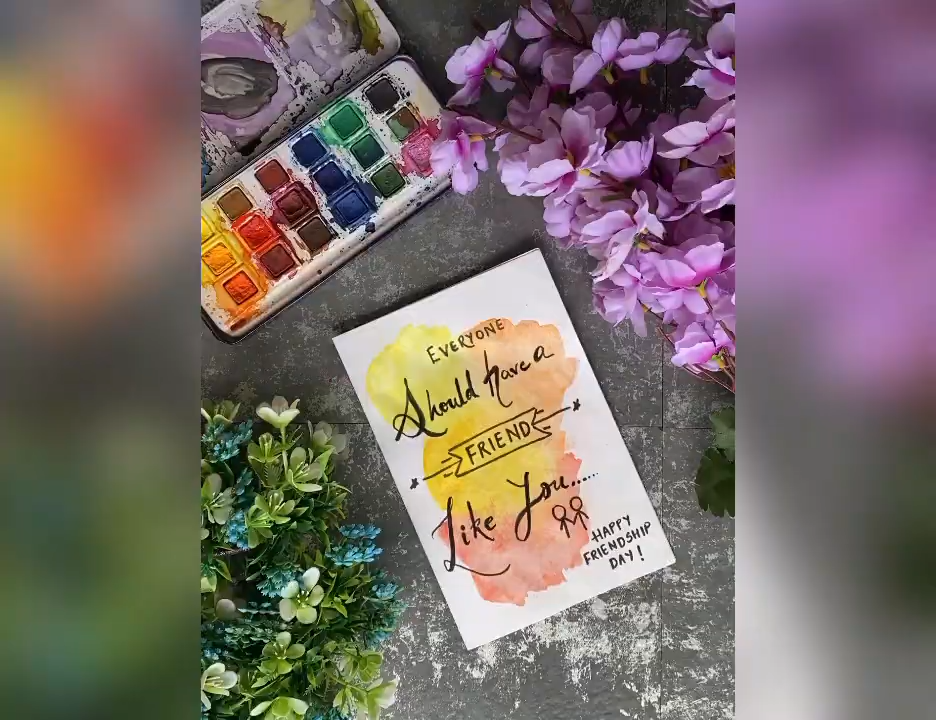 EVERYONE
Should have a
FRIEND
Like You......
HAPPY
FRIENDSHIP
DAY!